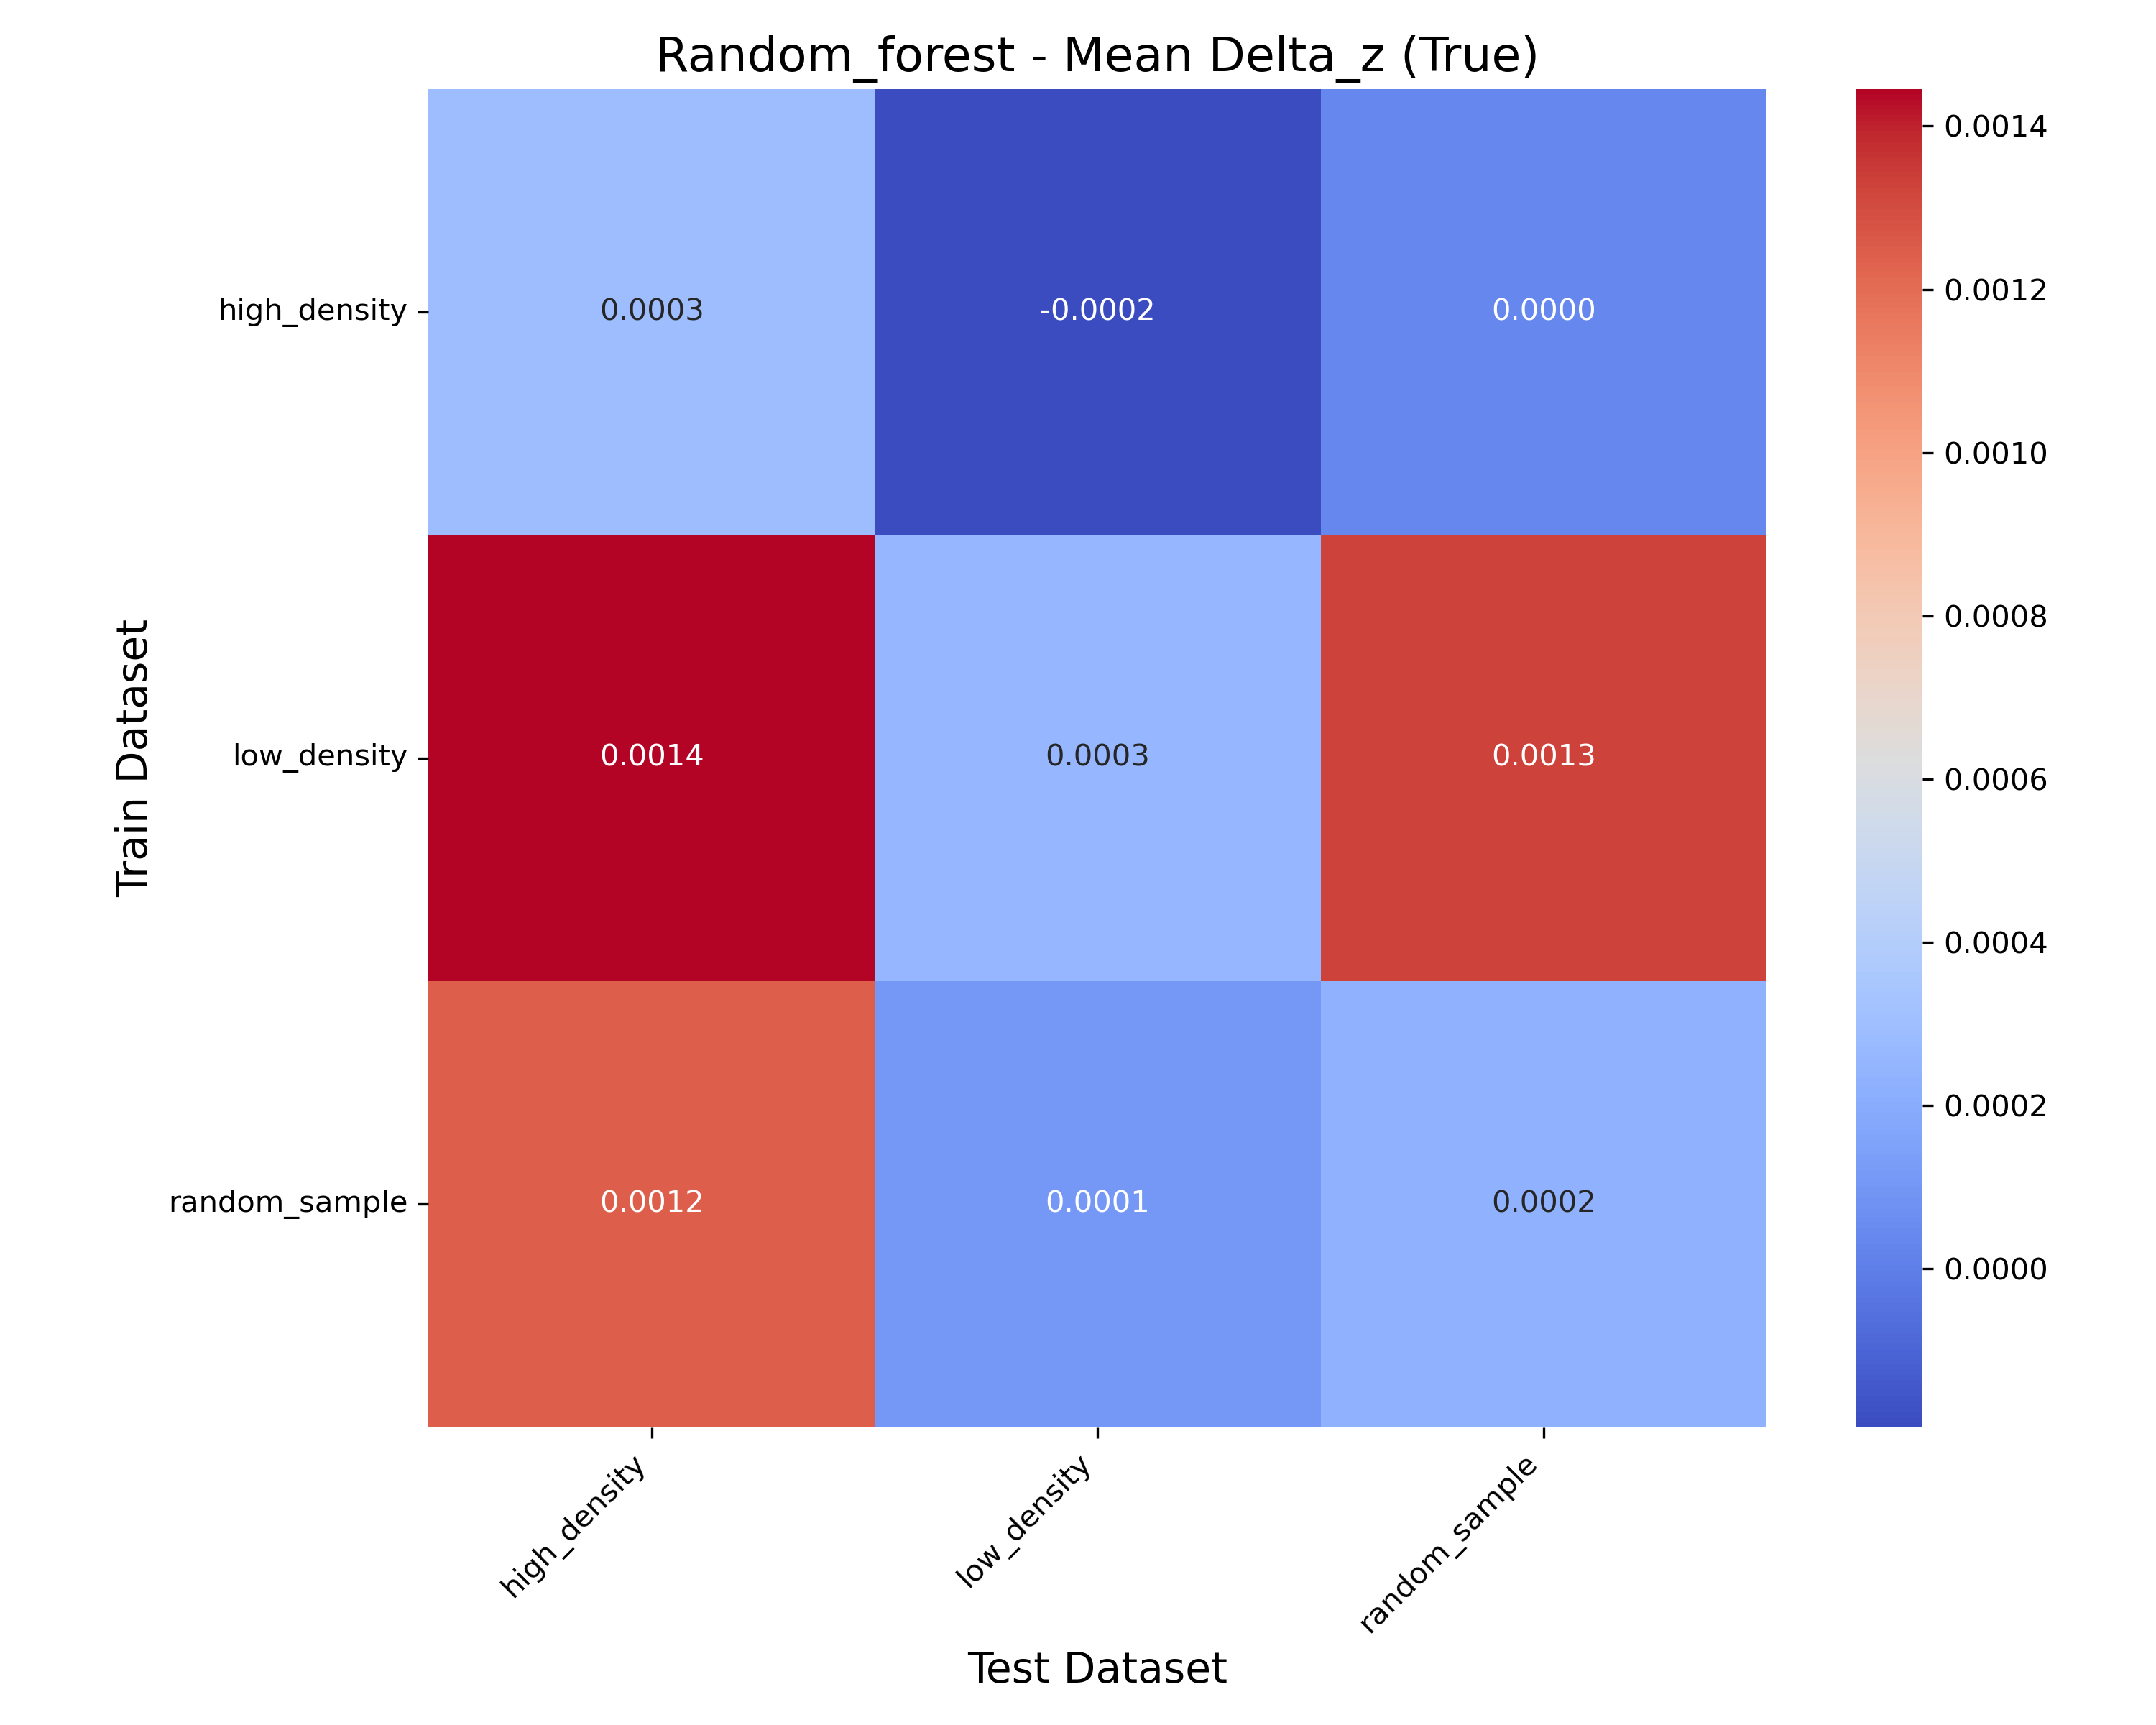 Random_forest - Mean Delta_z (True)
Train Dataset
high_density
0.0003
-0.0002
0.0000
low_density
0.0014
0.0003
0.0013
random_sample
0.0012
0.0001
0.0002
high_density
low_density
random_sample
Test Dataset
0.0014
0.0012
0.0010
0.0008
0.0006
0.0004
0.0002
0.0000